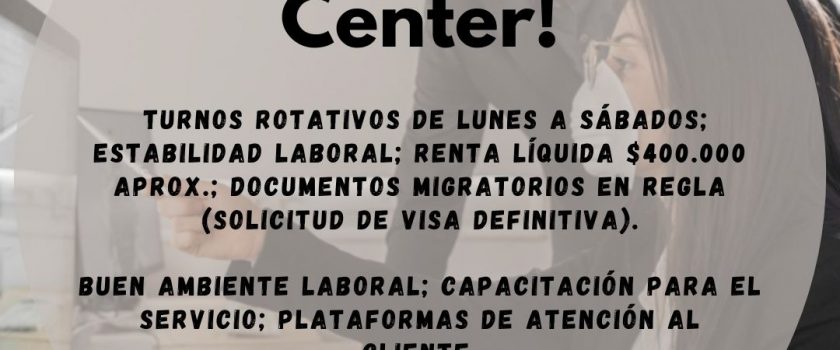 Center!
TURNOS ROTATIVOS DE LUNES A SÁBADOS;
ESTABILIDAD LABORAL; RENTA LÍQUIDA $400.000
APROX.; DOCUMENTOS MIGRATORIOS EN REGLA
(SOLICITUD DE VISA DEFINITIVA).
BUEN AMBIENTE LABORAL; CAPACITACIÓN PARA EL
SERVICIO; PLATAFORMAS DE ATENCIÓN AL
CLIENTE